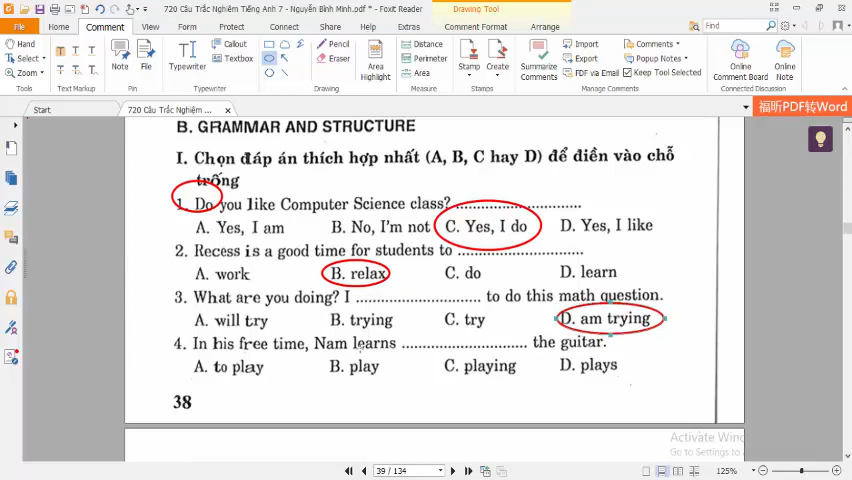 720 Câu Trắc Nghiệm Tiếng Anh 7 - Nguyễn Bình Minh.pdf * - Foxit Reader
Drawing Tool
File Home Comment View Form Protect Connect Share Help Extras Comment Format Arrange
Find
Hand
Select
Zoom
Text Markup
Note
File
Pin
Typewriter
Callout
Textbox
Typewriter
Pencil
Eraser
Area Highlight
Drawing
Distance
Perimeter
Area
Measure
Stamp
Create
Stamps
Summarize Comments
Import
Export
FDF via Email
Comments
Popup Notes
Keep Tool Selected
Manage Comments
Online Comment Board
Online Note
Connected Discussion
Start
720 Câu Trắc Nghiệm ...
福昕PDF转Word
B. GRAMMAR AND STRUCTURE
I. Chọn đáp án thích hợp nhất (A, B, C hay D) để điền vào chỗ
trống
1. Do you like Computer Science class? ................................
A. Yes, I am B. No, I'm not C. Yes, I do D. Yes, I like
2. Recess is a good time for students to ................................
A. work B. relax C. do D. learn
3. What are you doing? I ................................ to do this math question.
A. will try B. trying C. try D. am trying
4. In his free time, Nam learns ................................ the guitar.
A. to play B. play C. playing D. plays
38
Activate Win
Go to Settings to
39 / 134
125%